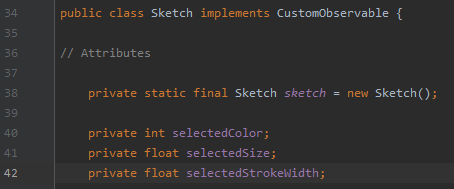 34 public class Sketch implements CustomObservable {
35
36 // Attributes
37
38 private static final Sketch sketch = new Sketch();
39
40 private int selectedColor;
41 private float selectedSize;
42 private float selectedStrokeWidth;